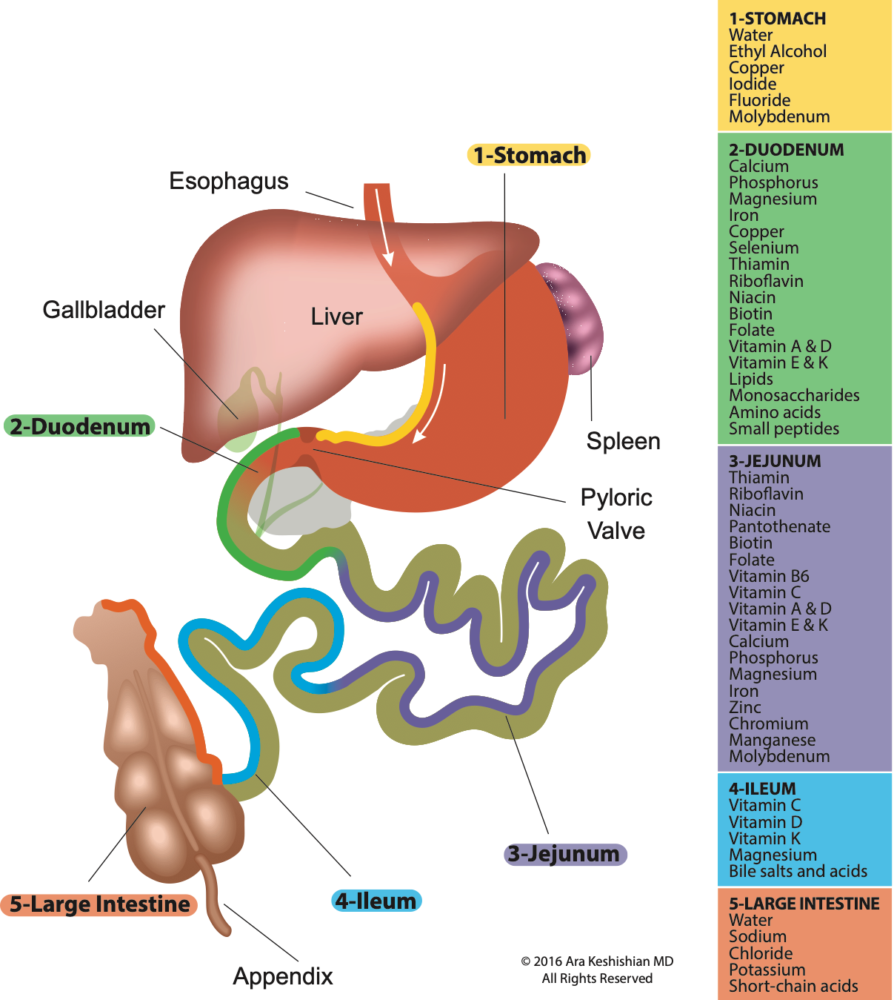 1-Stomach
Esophagus
Gallbladder
Liver
2-Duodenum
Spleen
Pyloric
Valve
3-Jejunum
5-Large Intestine
4-Ileum
Appendix
© 2016 Ara Keshishian MD
All Rights Reserved
1-STOMACH
Water
Ethyl Alcohol
Copper
Iodide
Fluoride
Molybdenum
2-DUODENUM
Calcium
Phosphorus
Magnesium
Iron
Copper
Selenium
Thiamin
Riboflavin
Niacin
Biotin
Folate
Vitamin A & D
Vitamin E & K
Lipids
Monosaccharides
Amino acids
Small peptides
3-JEJUNUM
Thiamin
Riboflavin
Niacin
Pantothenate
Biotin
Folate
Vitamin B6
Vitamin C
Vitamin A & D
Vitamin E & K
Calcium
Phosphorus
Magnesium
Iron
Zinc
Chromium
Manganese
Molybdenum
4-ILEUM
Vitamin C
Vitamin D
Vitamin K
Magnesium
Bile salts and acids
5-LARGE INTESTINE
Water
Sodium
Chloride
Potassium
Short-chain acids